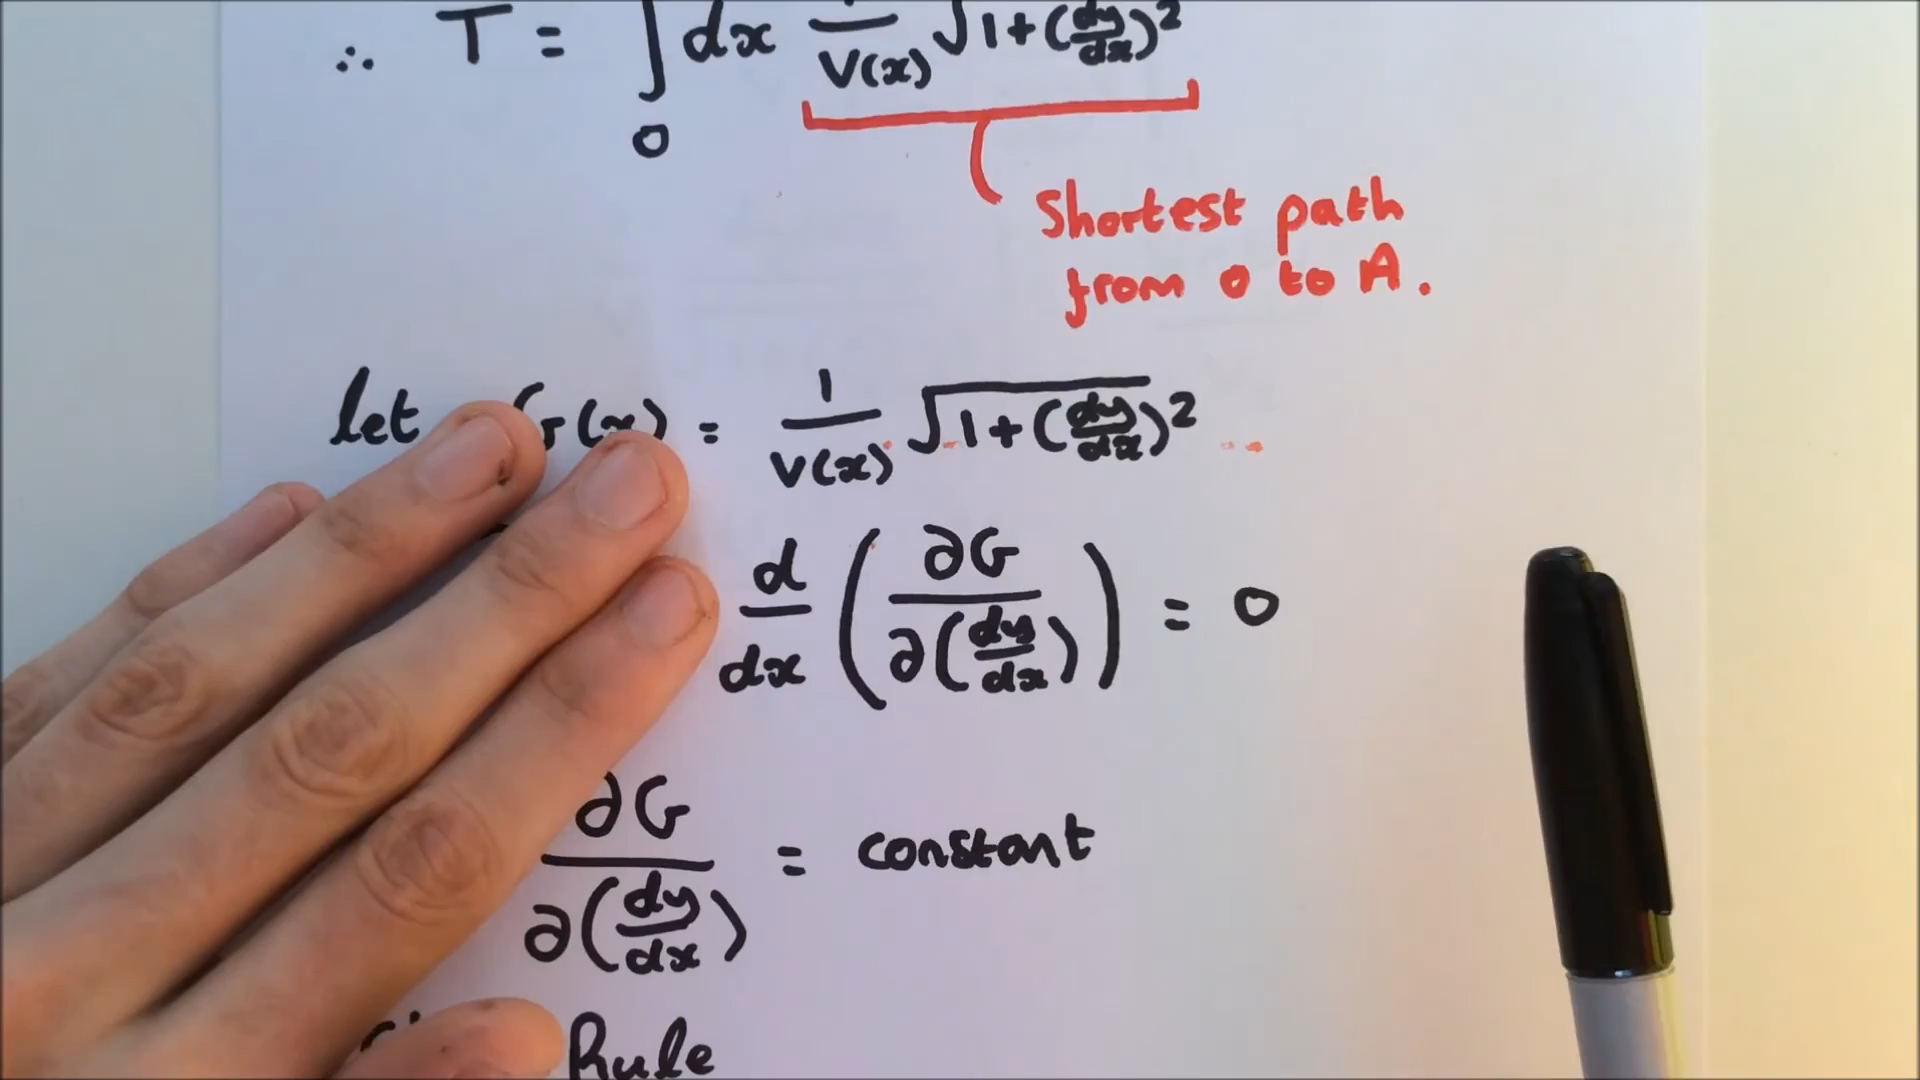 ∴ T = ∫₀ dx 1/V(x) √1+(dy/dx)²
Shortest path
from 0 to A.
let G(x) = 1/V(x) √1+(dy/dx)²
d/dx (∂G/∂(dy/dx)) = 0
∂G/∂(dy/dx) = constant
Rule